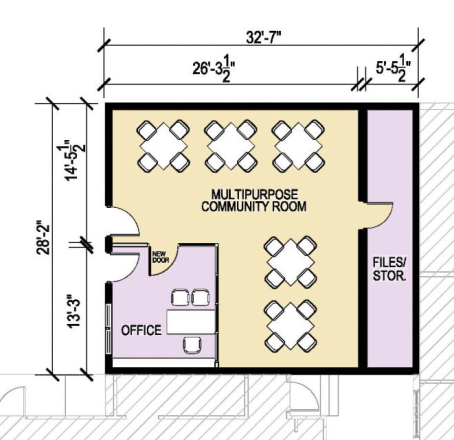 32'-7"
26'-3 1/2"
5'-5 1/2"
14'-5 1/2"
28'-2"
13'-3"
MULTIPURPOSE
COMMUNITY ROOM
NEW
DOOR
FILES/
STOR.
OFFICE